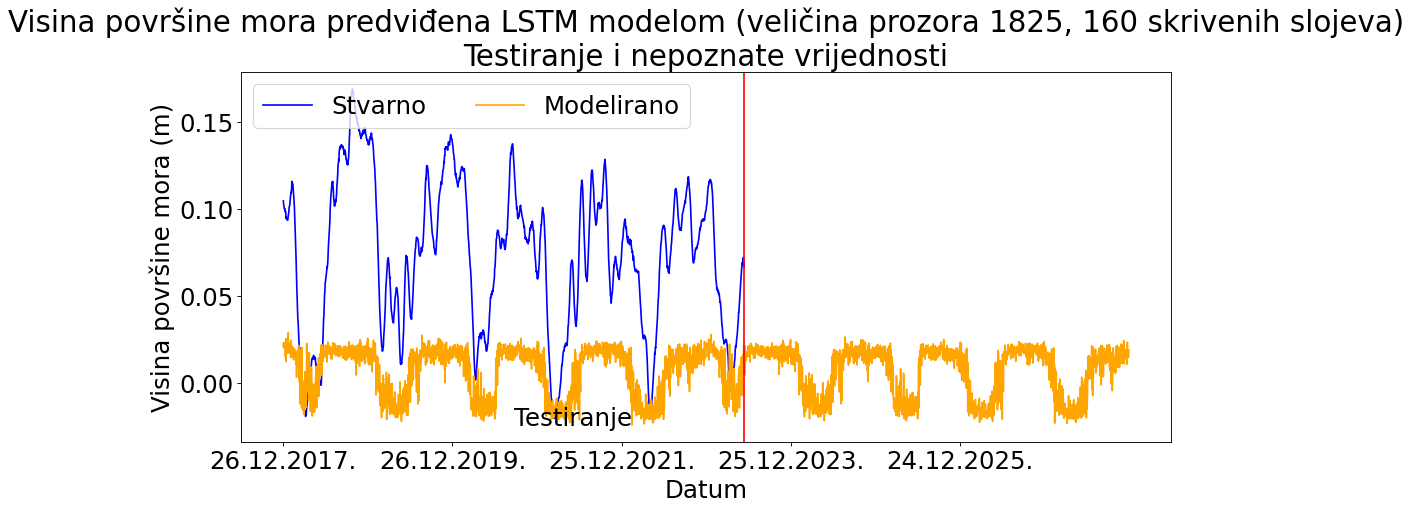 Visina površine mora predviđena LSTM modelom (veličina prozora 1825, 160 skrivenih slojeva)
Testiranje i nepoznate vrijednosti
Stvarno
Modelirano
Visina površine mora (m)
0.15
0.10
0.05
0.00
Testiranje
26.12.2017.
26.12.2019.
25.12.2021.
25.12.2023.
24.12.2025.
Datum